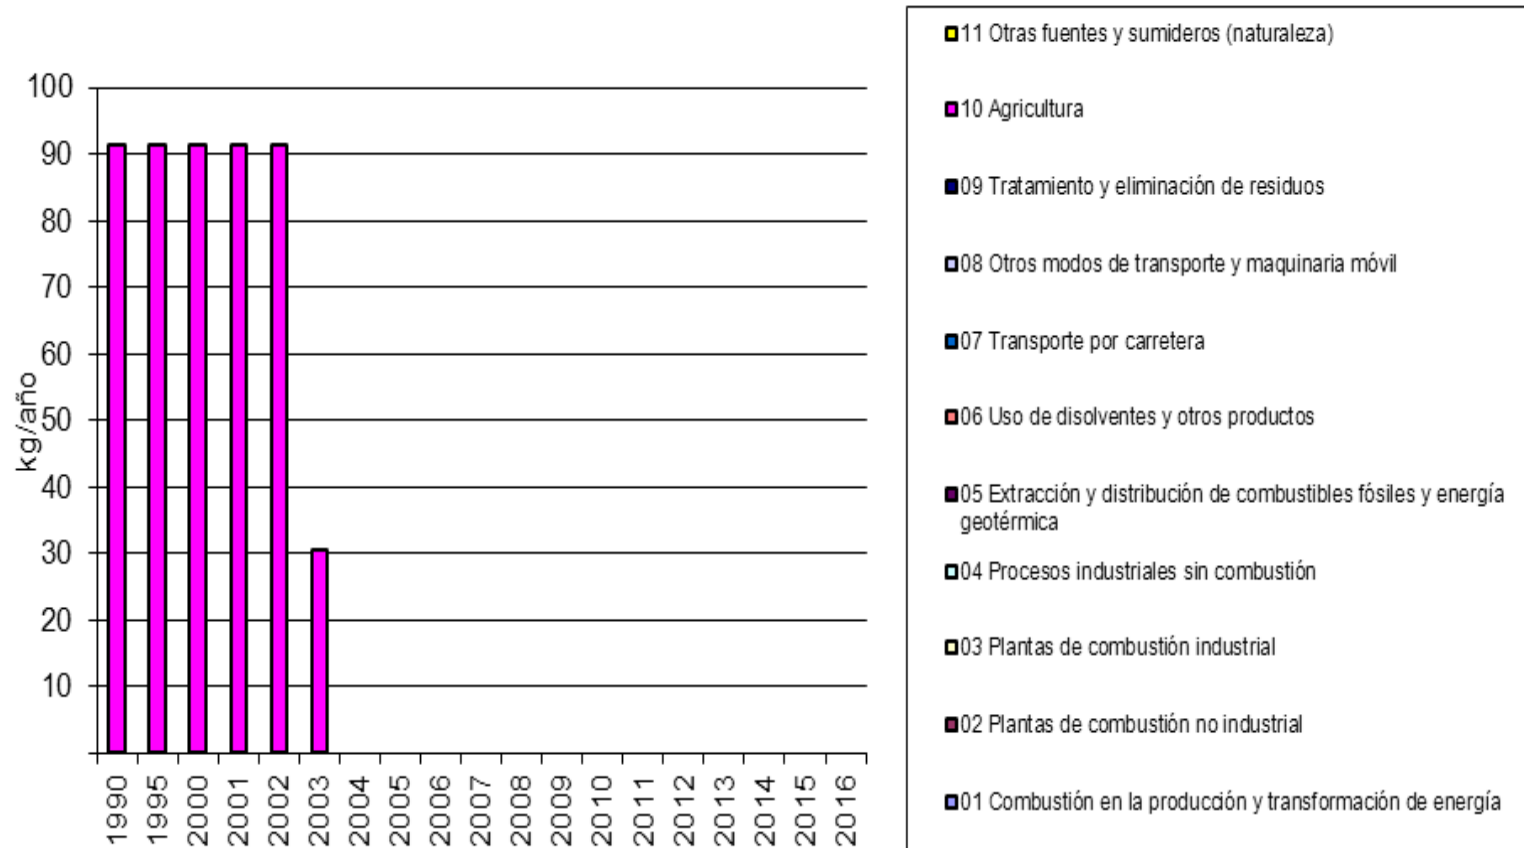 100
90
80
70
60
50
40
30
20
10
kg/año
1990
1995
2000
2001
2002
2003
2004
2005
2006
2007
2008
2009
2010
2011
2012
2013
2014
2015
2016
11 Otras fuentes y sumideros (naturaleza)
10 Agricultura
09 Tratamiento y eliminación de residuos
08 Otros modos de transporte y maquinaria móvil
07 Transporte por carretera
06 Uso de disolventes y otros productos
05 Extracción y distribución de combustibles fósiles y energía
geotérmica
04 Procesos industriales sin combustión
03 Plantas de combustión industrial
02 Plantas de combustión no industrial
01 Combustión en la producción y transformación de energía